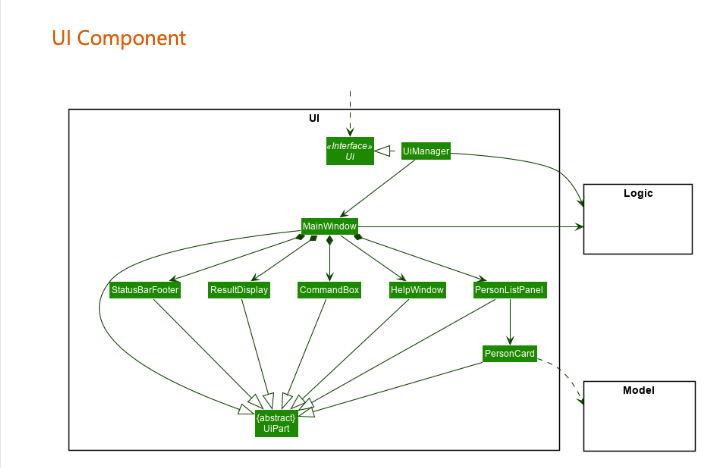 UI Component
UI
«Interface»
Ui
UiManager
Logic
MainWindow
StatusBarFooter
ResultDisplay
CommandBox
HelpWindow
PersonListPanel
PersonCard
Model
{abstract}
UiPart